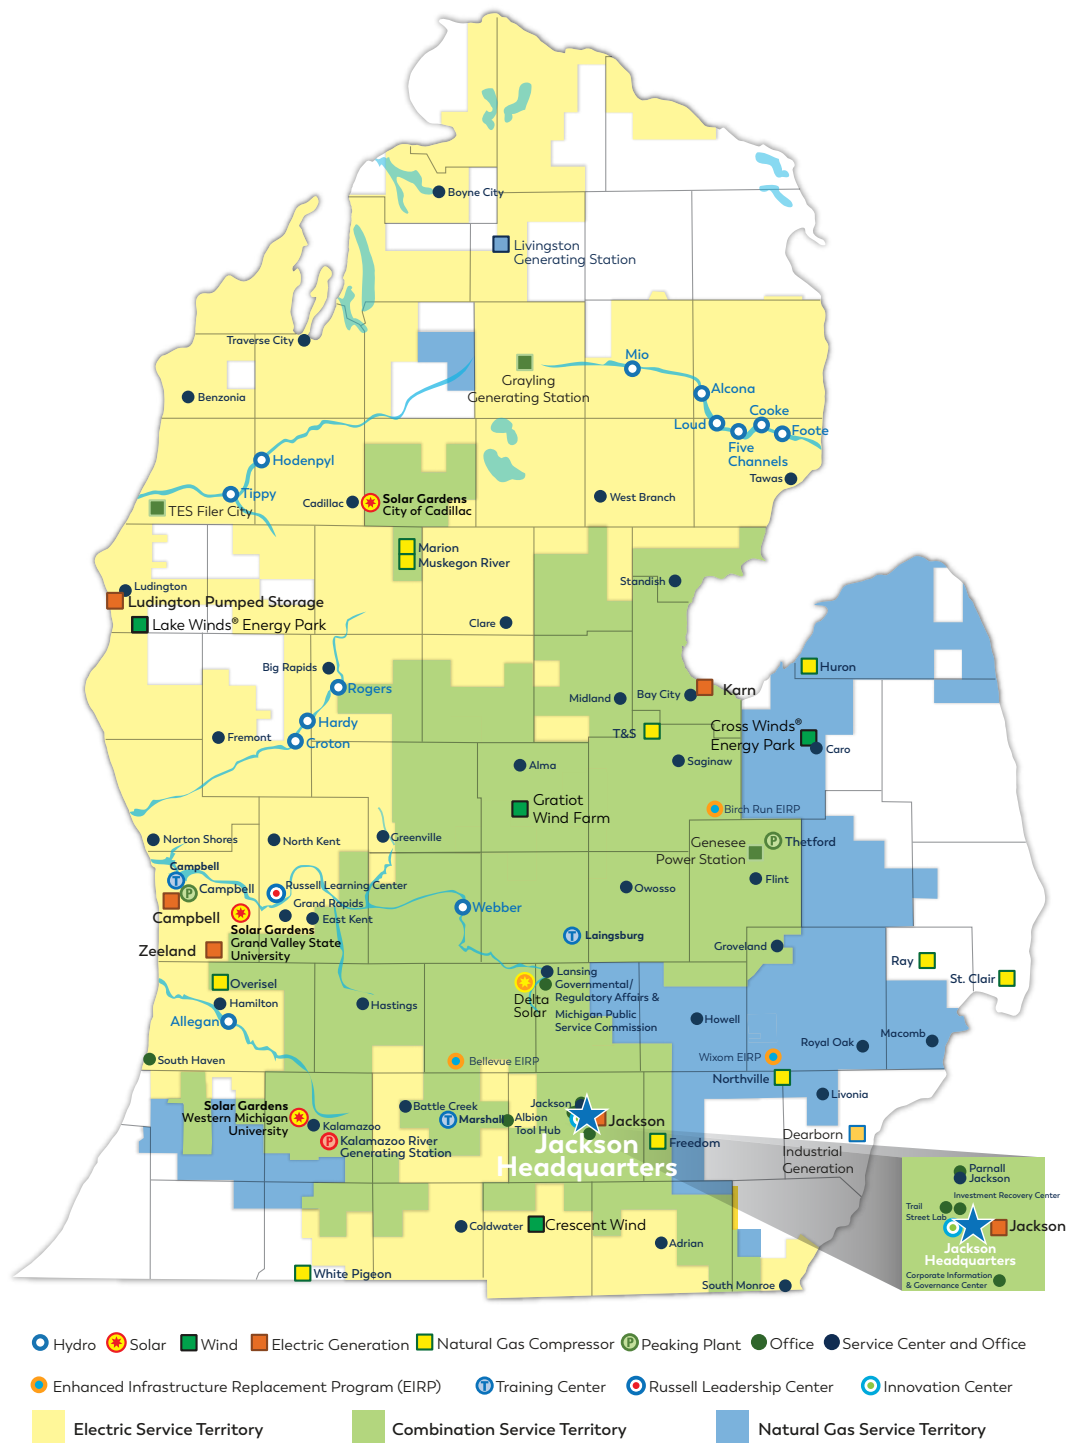 Boyne City
Livingston
Generating Station
Traverse City
Mio
Grayling
Generating Station
Alcona
Benzonia
Cooke
Loud
Foote
Five
Channels
Hodenpyl
Tawas
Tippy
Cadillac
Solar Gardens
City of Cadillac
West Branch
TES Filer City
Marion
Muskegon River
Standish
Ludington
Ludington Pumped Storage
Lake Winds® Energy Park
Clare
Big Rapids
Huron
Rogers
Midland
Bay City
Karn
Hardy
Cross Winds®
Energy Park
T&S
Fremont
Croton
Caro
Alma
Saginaw
Gratiot
Wind Farm
Birch Run EIRP
Norton Shores
North Kent
Greenville
Genesee
Power Station
Thetford
Campbell
Campbell
Russell Learning Center
Flint
Owosso
Grand Rapids
Webber
Campbell
East Kent
Solar Gardens
Grand Valley State
University
Laingsburg
Zeeland
Groveland
Ray
Lansing
St. Clair
Overisel
Governmental/
Regulatory Affairs &
Delta
Solar
Hamilton
Hastings
Michigan Public
Service Commission
Allegan
Howell
Macomb
Royal Oak
South Haven
Bellevue EIRP
Wixom EIRP
Northville
Livonia
Solar Gardens
Western Michigan
University
Battle Creek
Jackson
Marshall
Albion
Tool Hub
Jackson
Kalamazoo
Dearborn
Industrial
Generation
Kalamazoo River
Generating Station
Freedom
Jackson
Headquarters
Parnall
Jackson
Investment Recovery Center
Trail
Street Lab
Jackson
Jackson
Headquarters
Corporate Information
& Governance Center
Coldwater
Crescent Wind
Adrian
White Pigeon
South Monroe
Hydro
Solar
Wind
Electric Generation
Natural Gas Compressor
P
Peaking Plant
Office
Service Center and Office
Enhanced Infrastructure Replacement Program (EIRP)
T
Training Center
Russell Leadership Center
Innovation Center
Electric Service Territory
Combination Service Territory
Natural Gas Service Territory